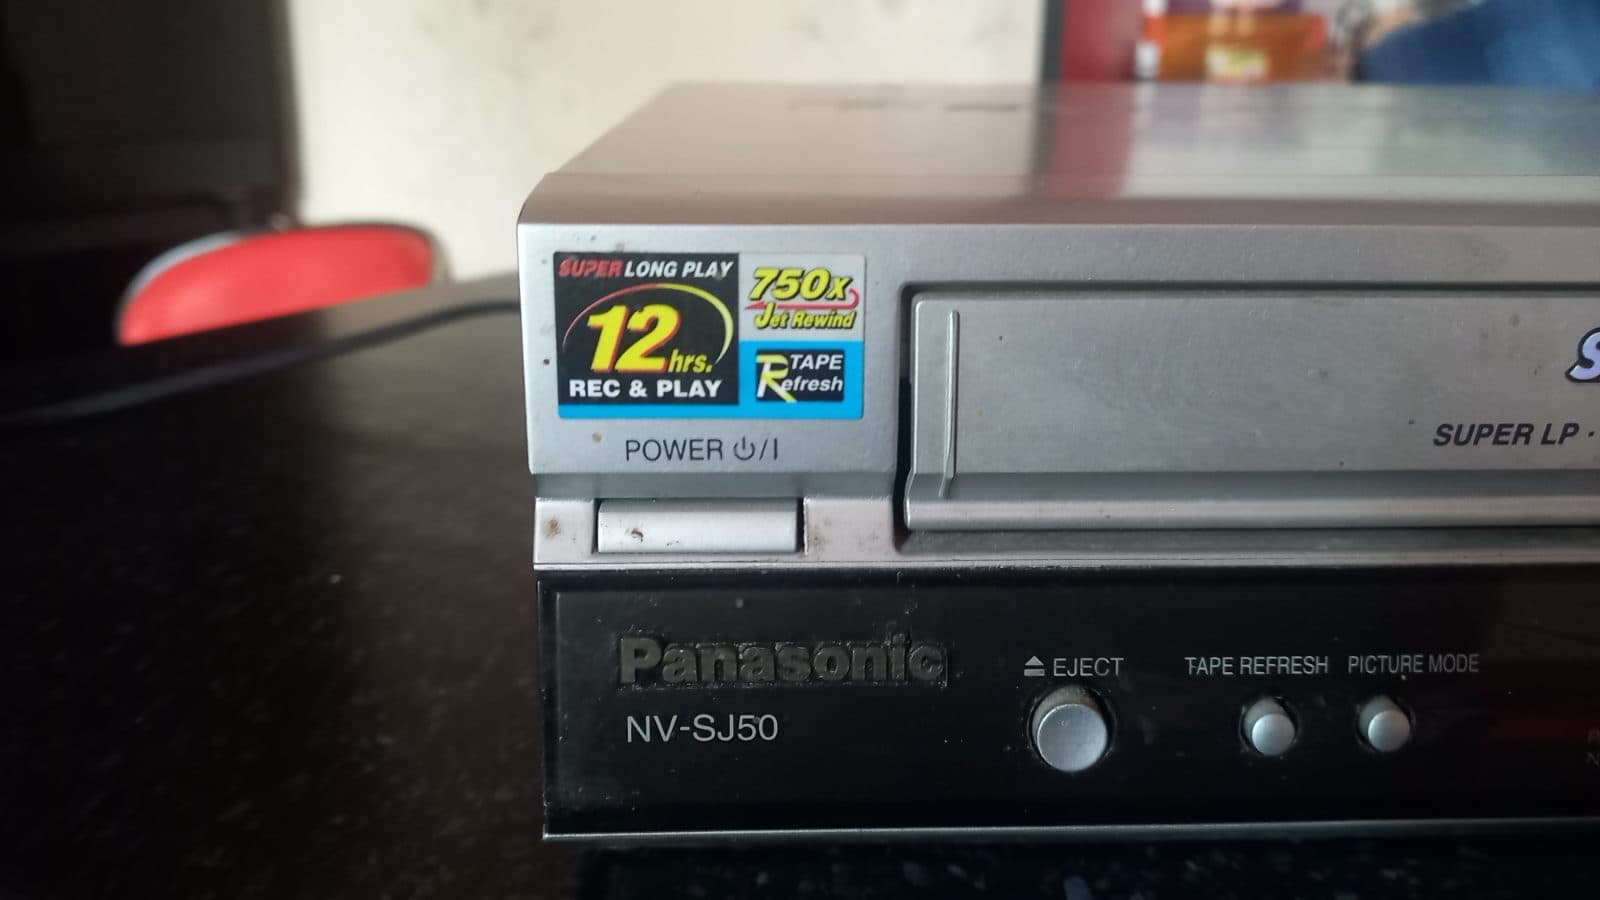 SUPER LONG PLAY
12 hrs.
REC & PLAY
750x
Jet Rewind
TAPE
Refresh
POWER ⏻/I
SUPER LP ·
Panasonic
NV-SJ50
⏏ EJECT
TAPE REFRESH
PICTURE MODE